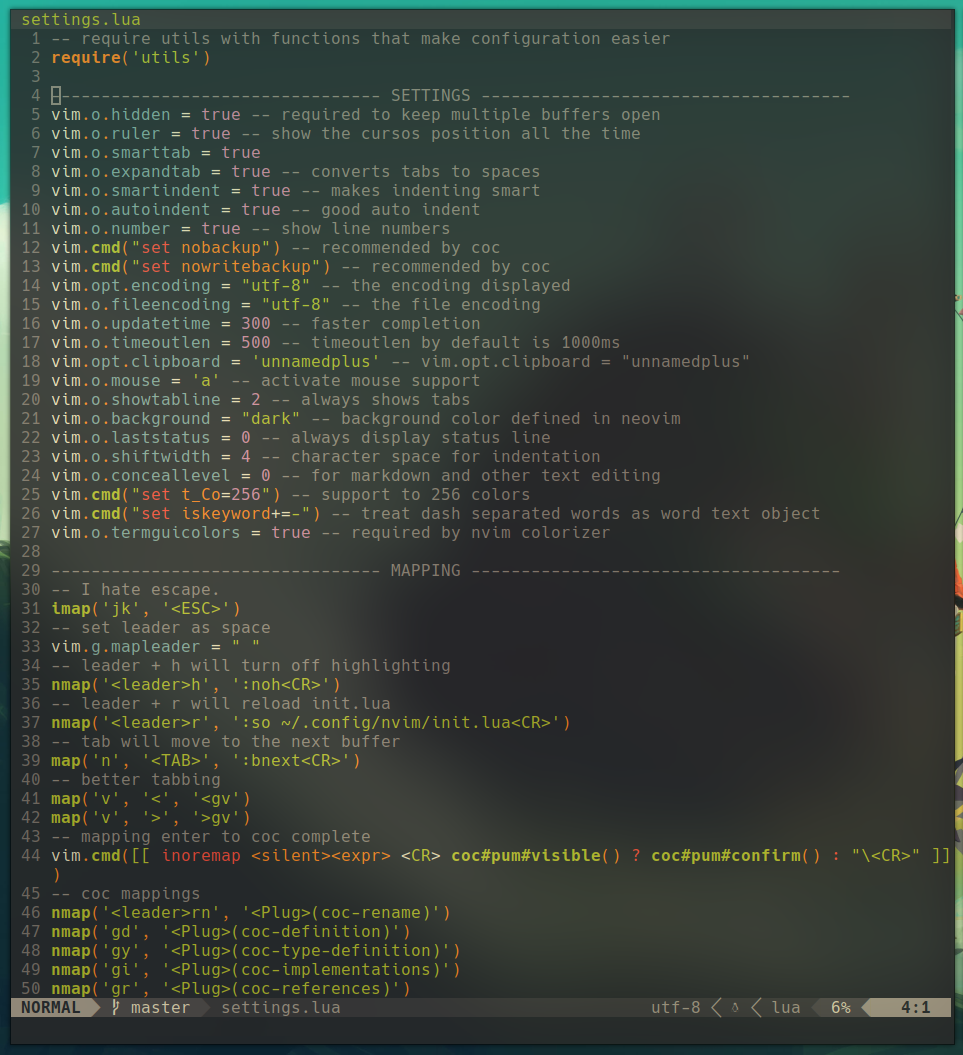 settings.lua
1 -- require utils with functions that make configuration easier
2 require('utils')
3
4 --------------------------------- SETTINGS -------------------------------------
5 vim.o.hidden = true -- required to keep multiple buffers open
6 vim.o.ruler = true -- show the cursos position all the time
7 vim.o.smarttab = true
8 vim.o.expandtab = true -- converts tabs to spaces
9 vim.o.smartindent = true -- makes indenting smart
10 vim.o.autoindent = true -- good auto indent
11 vim.o.number = true -- show line numbers
12 vim.cmd("set nobackup") -- recommended by coc
13 vim.cmd("set nowritebackup") -- recommended by coc
14 vim.opt.encoding = "utf-8" -- the encoding displayed
15 vim.o.fileencoding = "utf-8" -- the file encoding
16 vim.o.updatetime = 300 -- faster completion
17 vim.o.timeoutlen = 500 -- timeoutlen by default is 1000ms
18 vim.opt.clipboard = 'unnamedplus' -- vim.opt.clipboard = "unnamedplus"
19 vim.o.mouse = 'a' -- activate mouse support
20 vim.o.showtabline = 2 -- always shows tabs
21 vim.o.background = "dark" -- background color defined in neovim
22 vim.o.laststatus = 0 -- always display status line
23 vim.o.shiftwidth = 4 -- character space for indentation
24 vim.o.conceallevel = 0 -- for markdown and other text editing
25 vim.cmd("set t_Co=256") -- support to 256 colors
26 vim.cmd("set iskeyword+=-") -- treat dash separated words as word text object
27 vim.o.termguicolors = true -- required by nvim colorizer
28
29 --------------------------------- MAPPING -------------------------------------
30 -- I hate escape.
31 imap('jk', '<ESC>')
32 -- set leader as space
33 vim.g.mapleader = " "
34 -- leader + h will turn off highlighting
35 nmap('<leader>h', ':noh<CR>')
36 -- leader + r will reload init.lua
37 nmap('<leader>r', ':so ~/.config/nvim/init.lua<CR>')
38 -- tab will move to the next buffer
39 map('n', '<TAB>', ':bnext<CR>')
40 -- better tabbing
41 map('v', '<', '<gv')
42 map('v', '>', '>gv')
43 -- mapping enter to coc complete
44 vim.cmd([[ inoremap <silent><expr> <CR> coc#pum#visible() ? coc#pum#confirm() : "\<CR>" ]]
)
45 -- coc mappings
46 nmap('<leader>rn', '<Plug>(coc-rename)')
47 nmap('gd', '<Plug>(coc-definition)')
48 nmap('gy', '<Plug>(coc-type-definition)')
49 nmap('gi', '<Plug>(coc-implementations)')
50 nmap('gr', '<Plug>(coc-references)')
NORMAL master settings.lua utf-8 lua 6% 4:1